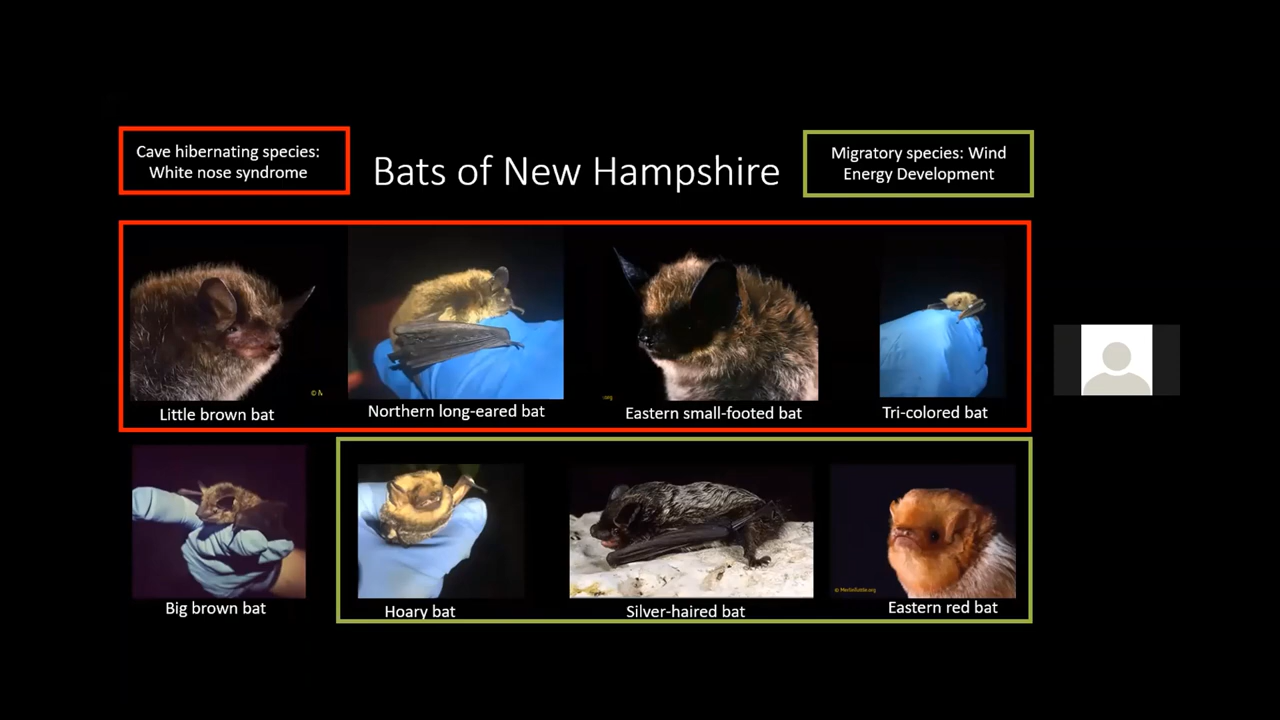 Cave hibernating species:
White nose syndrome
Bats of New Hampshire
Migratory species: Wind
Energy Development
Little brown bat
Northern long-eared bat
Eastern small-footed bat
Tri-colored bat
© MerlinTuttle.org
Big brown bat
Hoary bat
Silver-haired bat
Eastern red bat